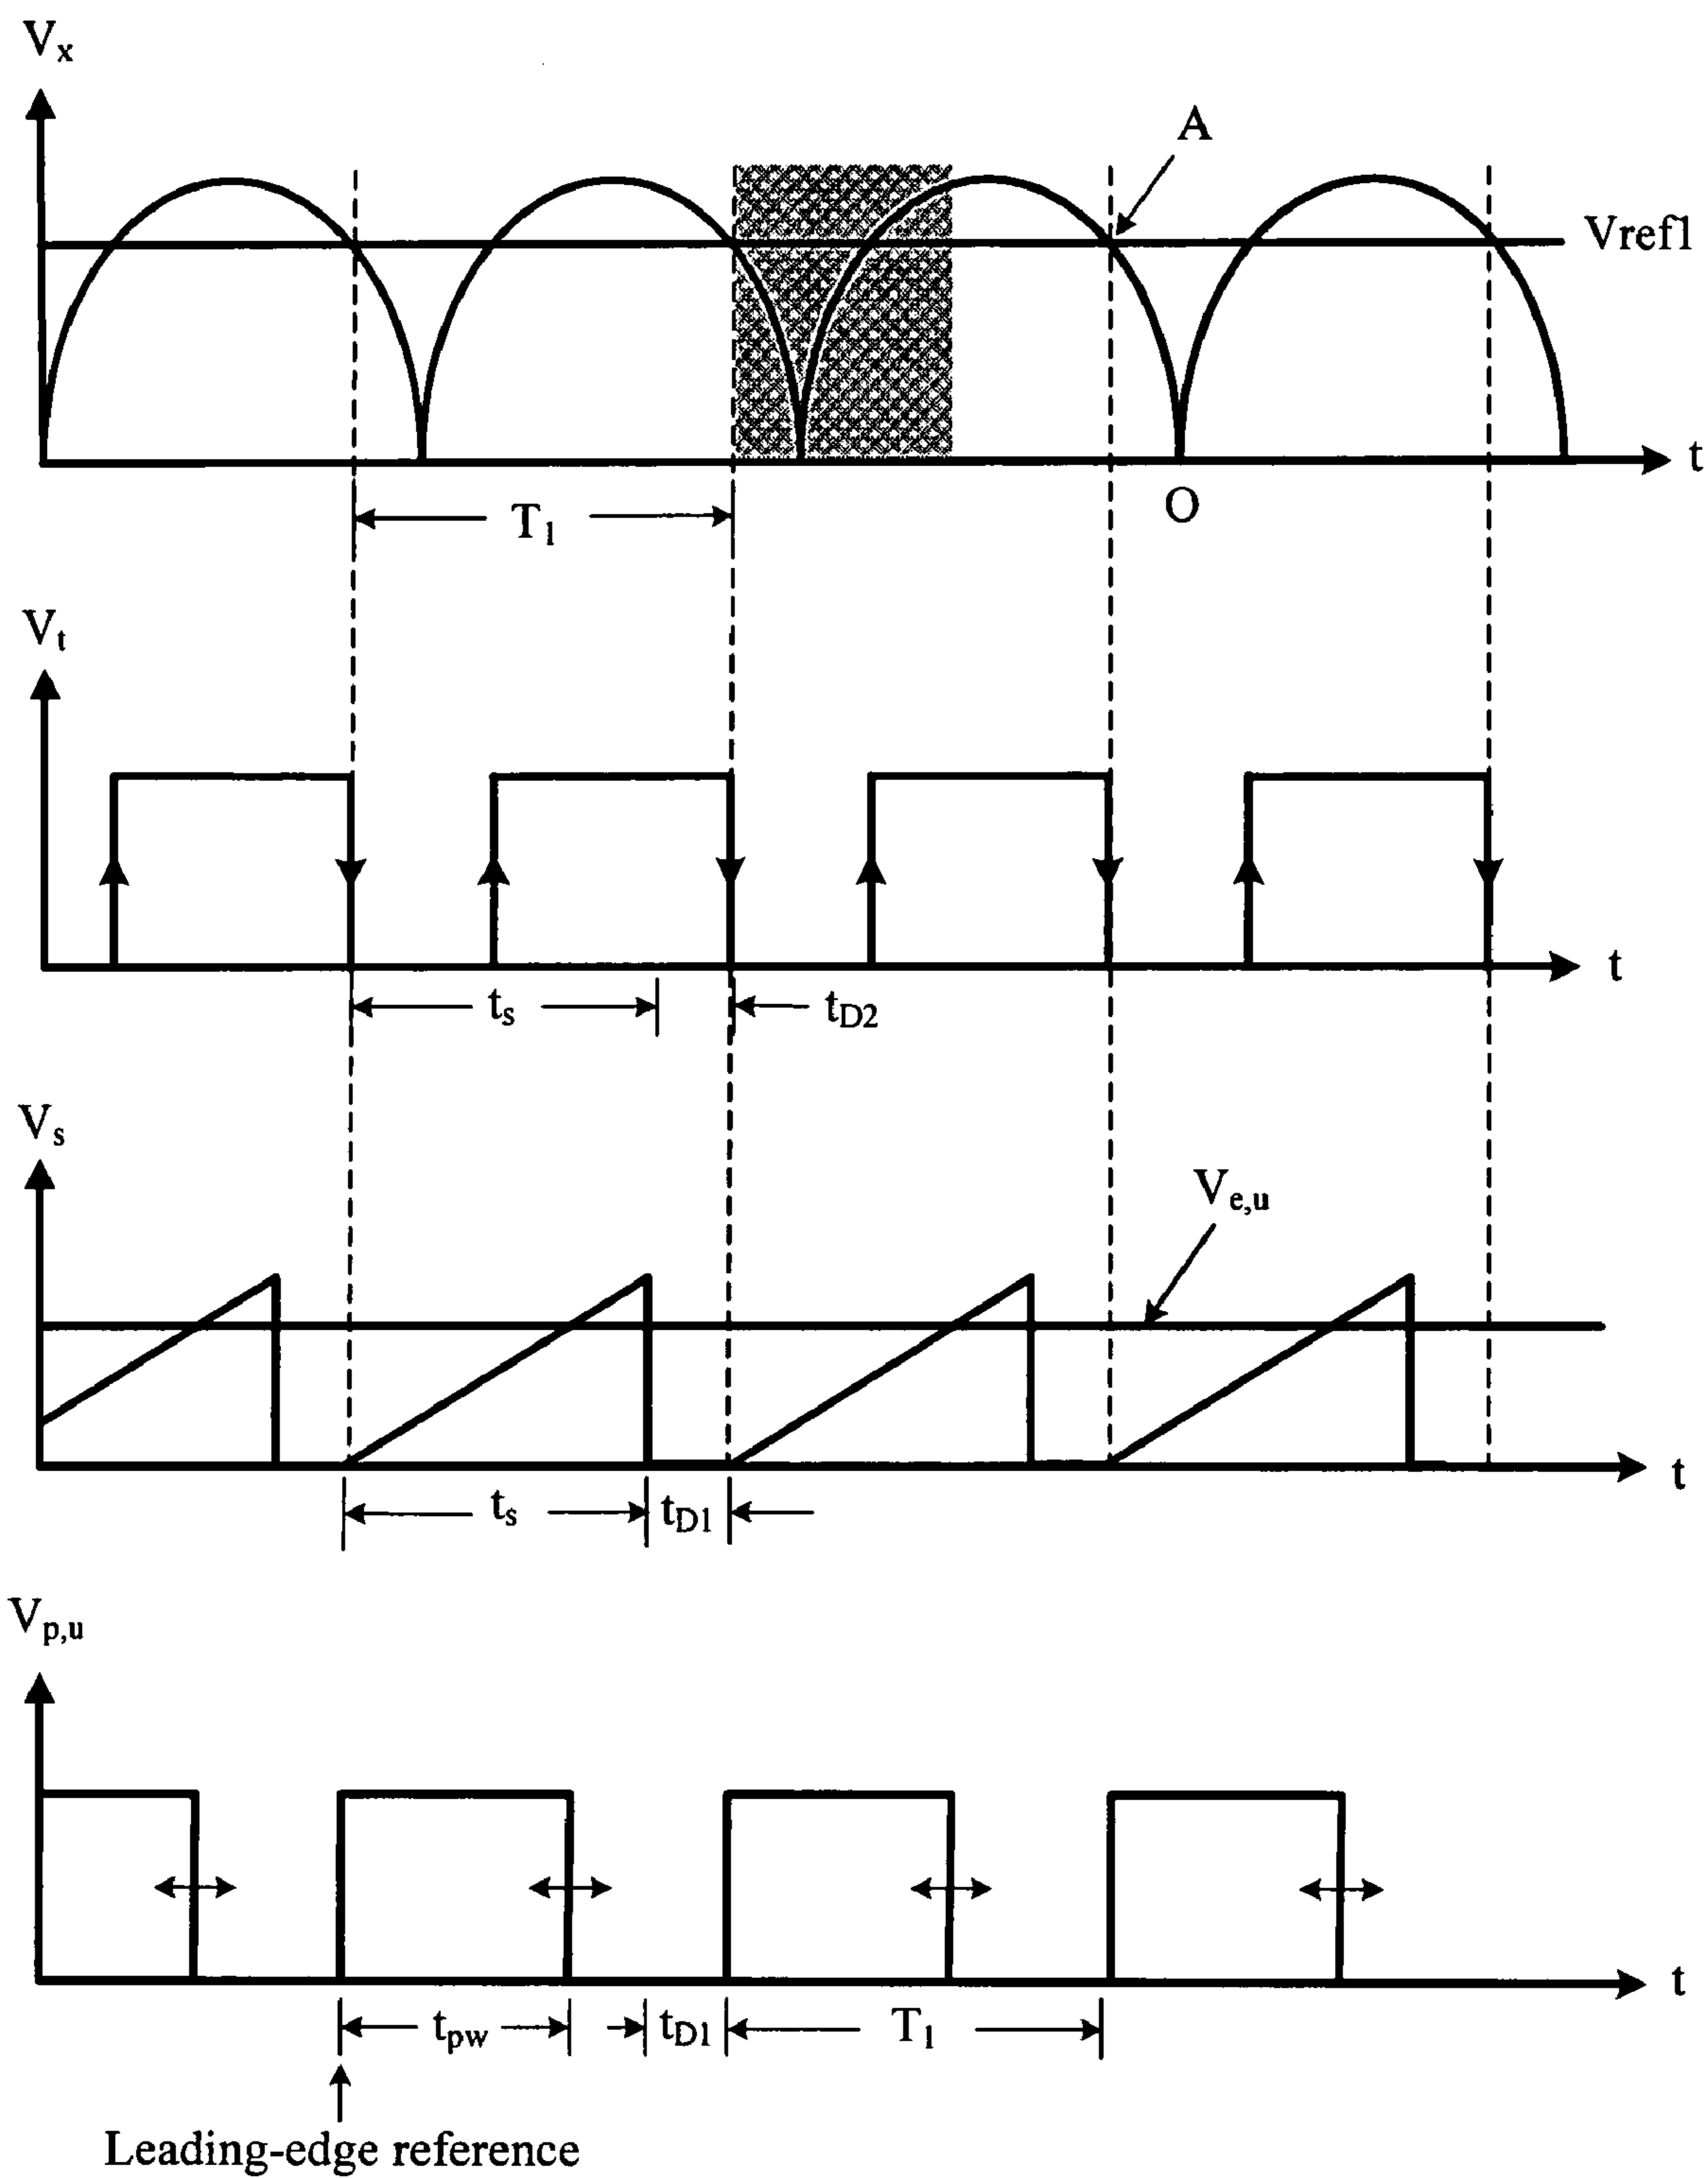 Vx
A
Vref1
t
O
T1
Vt
t
ts
tD2
Vs
Ve,u
t
ts
tD1
Vp,u
t
tpw
tD1
T1
Leading-edge reference